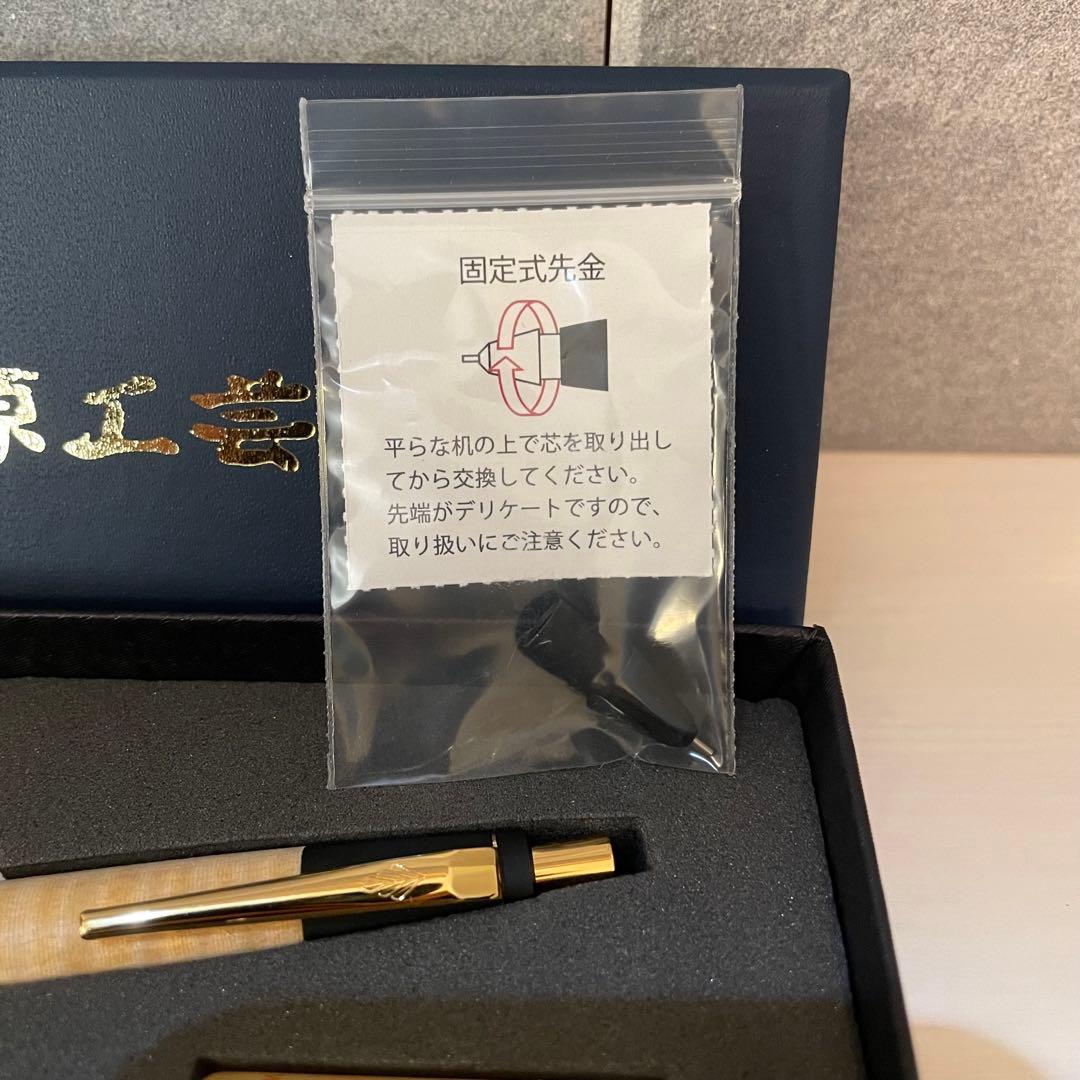 原工芸
固定式先金
平らな机の上で芯を取り出し
てから交換してください。
先端がデリケートですので、
取り扱いにご注意ください。